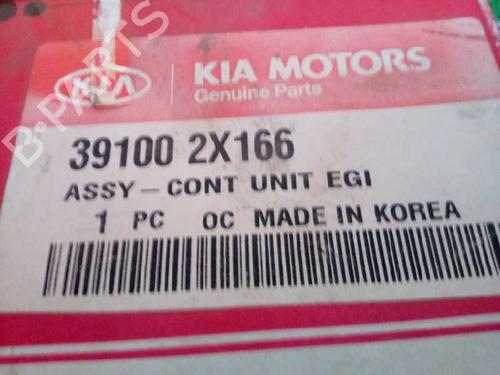 KIA KIA MOTORS
Genuine Parts
39100 2X166
ASSY-CONT UNIT EGI
1 PC OC MADE IN KOREA
B-PARTS